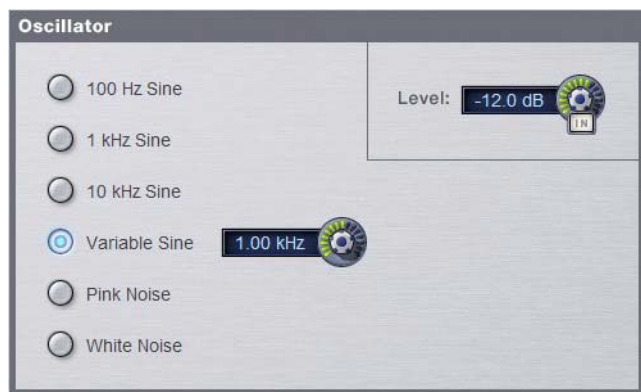 Oscillator
100 Hz Sine
Level: -12.0 dB
IN
1 kHz Sine
10 kHz Sine
Variable Sine 1.00 kHz
Pink Noise
White Noise